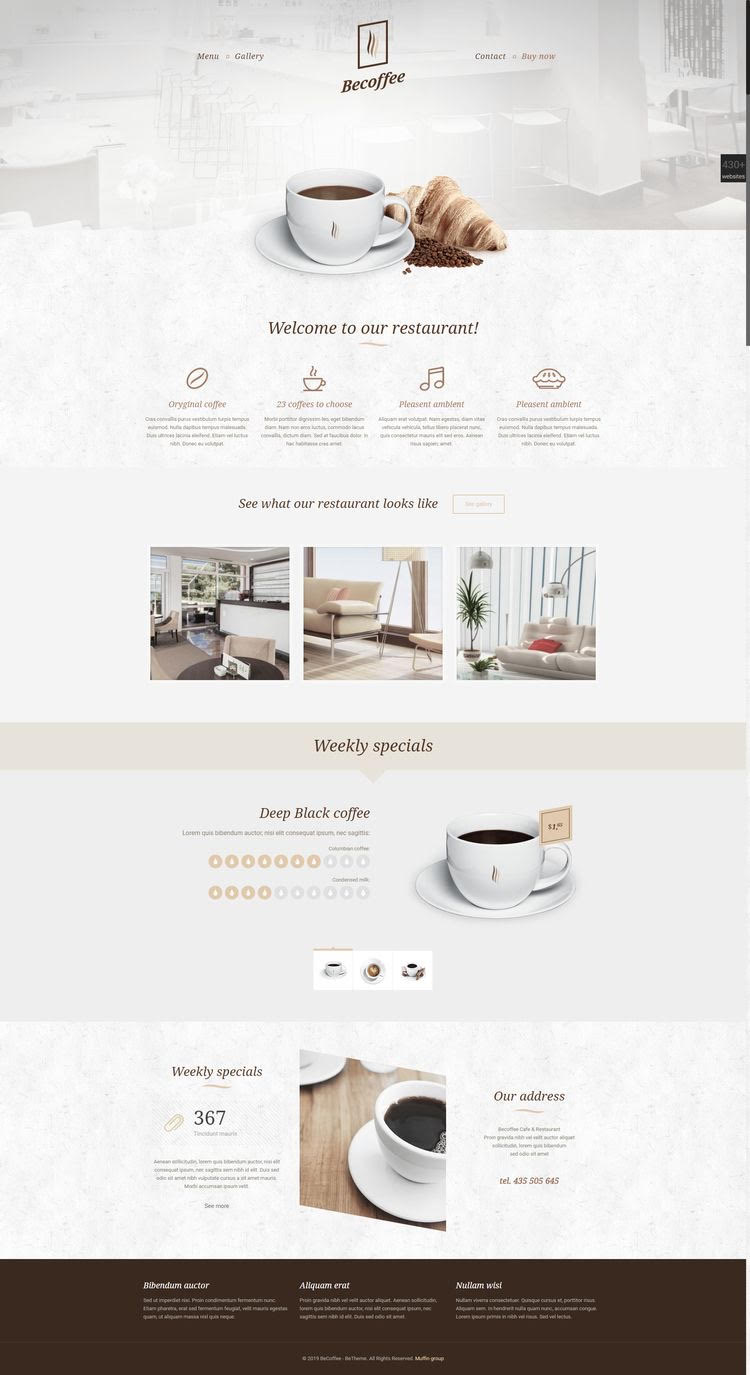 Menu Gallery
Becoffee
Contact Buy now
430+
websites
Welcome to our restaurant!
Oryginal coffee
Cras convallis purus vestibulum turpis tempus
euismod. Nulla dapibus tempus malesuada.
Duis ultrices lacinia eleifend. Etiam vel luctus
nibh. Donec eu volutpat.
23 coffees to choose
Morbi porttitor dignissim leo, eget bibendum
diam. Nam non eros luctus, commodo lacus
convallis, dictum diam. Sed at faucibus dolor. In
hac habitasse cras amet.
Pleasent ambient
Aliquam erat volutpat. Nam egestas, diam vitae
vehicula vehicula, tellus libero placerat nunc,
quis consectetur mauris elit sed eros. Aenean
risus sapien; amet.
Pleasent ambient
Cras convallis purus vestibulum turpis tempus
euismod. Nulla dapibus tempus malesuada.
Duis ultrices lacinia eleifend. Etiam vel luctus
nibh. Donec eu volutpat.
See what our restaurant looks like
See gallery
Weekly specials
Deep Black coffee
Lorem quis bibendum auctor, nisi elit consequat ipsum, nec sagittis:
Columbian coffee:
Condensed milk:
Weekly specials
367
Tincidunt mauris
Aenean sollicitudin, lorem quis bibendum auctor, nisi elit
consequat ipsum, nec sagittis sem nibh id elit. Duis sed
odio sit amet nibh vulputate cursus a sit amet mauris.
Morbi accumsan ipsum velit.
See more
Our address
Becoffee Cafe & Restaurant
Proin gravida nibh vel velit auctor aliquet
sollicitudin, lorem quis bibendum
sed odio sit amet
tel. 435 505 645
Bibendum auctor
Sed ut imperdiet nisi. Proin condimentum fermentum nunc.
Etiam pharetra, erat sed fermentum feugiat, velit mauris egestas
quam, ut aliquam massa nisl quis neque.
Aliquam erat
Proin gravida nibh vel velit auctor aliquet. Aenean sollicitudin,
lorem quis bibendum auctor, nisi elit consequat ipsum, nec
sagittis sem nibh id elit. Duis sed odio sit amet.
Nullam wisi
Nullam viverra consectetuer. Quisque cursus et, porttitor risus.
Aliquam sem. In hendrerit nulla quam nunc, accumsan congue.
Lorem ipsum primis in nibh vel risus. Sed vel lectus.
© 2019 BeCoffee - BeTheme. All Rights Reserved. Muffin group